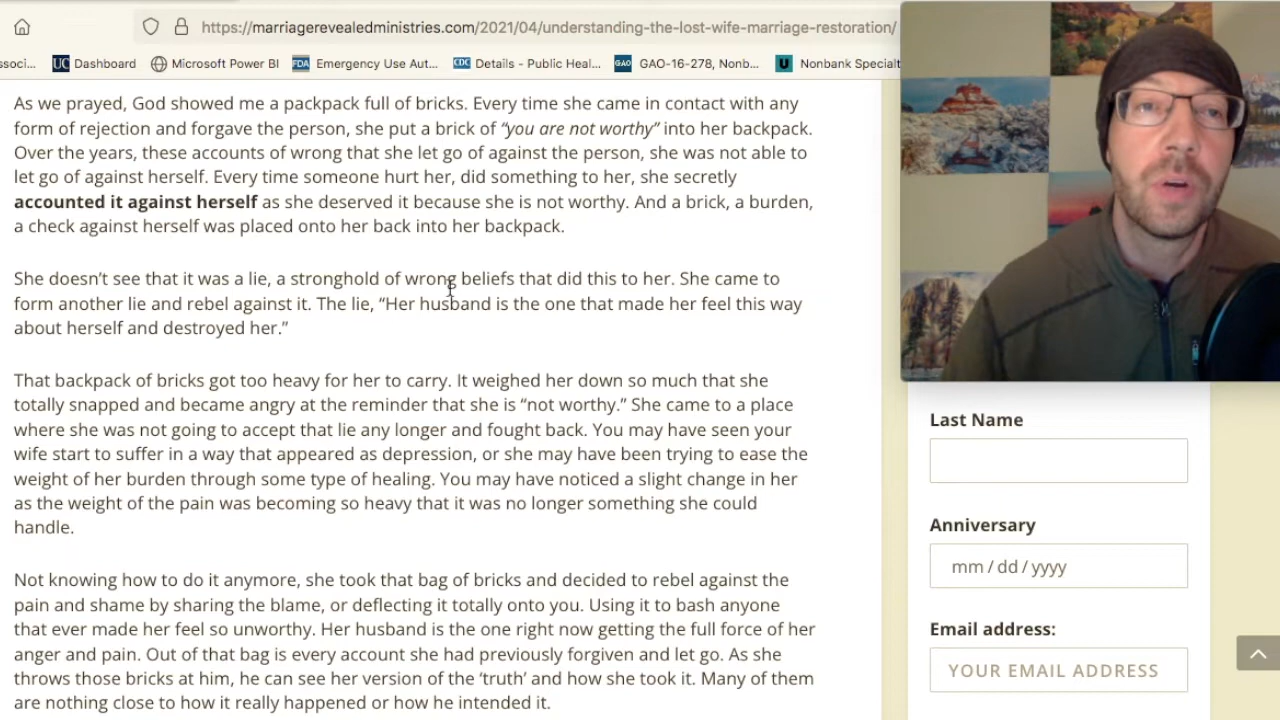 https://marriagerevealedministries.com/2021/04/understanding-the-lost-wife-marriage-restoration/
ssoci... UC Dashboard Microsoft Power BI FDA Emergency Use Aut... CDC Details - Public Heal... GAO GAO-16-278, Nonb... U Nonbank Specialt
As we prayed, God showed me a packpack full of bricks. Every time she came in contact with any
form of rejection and forgave the person, she put a brick of “you are not worthy” into her backpack.
Over the years, these accounts of wrong that she let go of against the person, she was not able to
let go of against herself. Every time someone hurt her, did something to her, she secretly
accounted it against herself as she deserved it because she is not worthy. And a brick, a burden,
a check against herself was placed onto her back into her backpack.
She doesn’t see that it was a lie, a stronghold of wrong beliefs that did this to her. She came to
form another lie and rebel against it. The lie, “Her husband is the one that made her feel this way
about herself and destroyed her.”
That backpack of bricks got too heavy for her to carry. It weighed her down so much that she
totally snapped and became angry at the reminder that she is “not worthy.” She came to a place
where she was not going to accept that lie any longer and fought back. You may have seen your
wife start to suffer in a way that appeared as depression, or she may have been trying to ease the
weight of her burden through some type of healing. You may have noticed a slight change in her
as the weight of the pain was becoming so heavy that it was no longer something she could
handle.
Not knowing how to do it anymore, she took that bag of bricks and decided to rebel against the
pain and shame by sharing the blame, or deflecting it totally onto you. Using it to bash anyone
that ever made her feel so unworthy. Her husband is the one right now getting the full force of her
anger and pain. Out of that bag is every account she had previously forgiven and let go. As she
throws those bricks at him, he can see her version of the ‘truth’ and how she took it. Many of them
are nothing close to how it really happened or how he intended it.
Last Name
Anniversary
mm / dd / yyyy
Email address:
YOUR EMAIL ADDRESS